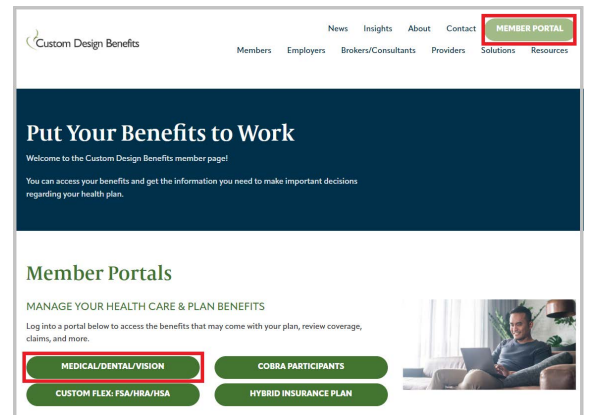 News Insights About Contact MEMBER PORTAL
Custom Design Benefits
Members Employers Brokers/Consultants Providers Solutions Resources
Put Your Benefits to Work
Welcome to the Custom Design Benefits member page!
You can access your benefits and get the information you need to make important decisions
regarding your health plan.
Member Portals
MANAGE YOUR HEALTH CARE & PLAN BENEFITS
Log into a portal below to access the benefits that may come with your plan, review coverage,
claims, and more.
MEDICAL/DENTAL/VISION COBRA PARTICIPANTS
CUSTOM FLEX: FSA/HRA/HSA HYBRID INSURANCE PLAN